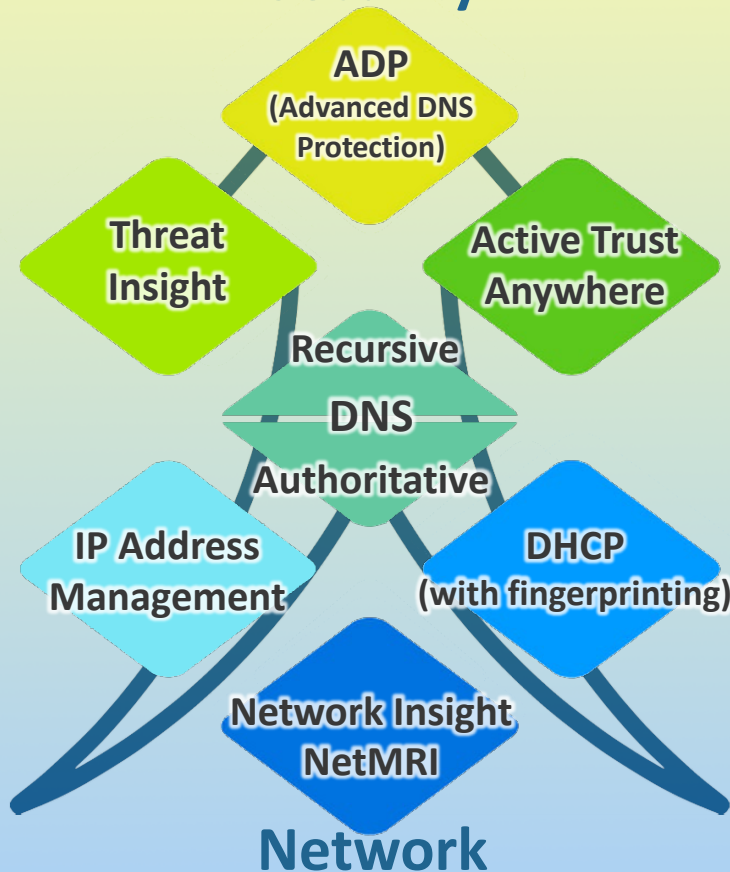 ADP
(Advanced DNS
Protection)
Threat
Insight
Active Trust
Anywhere
Recursive
DNS
Authoritative
IP Address
Management
DHCP
(with fingerprinting)
Network Insight
NetMRI
Network